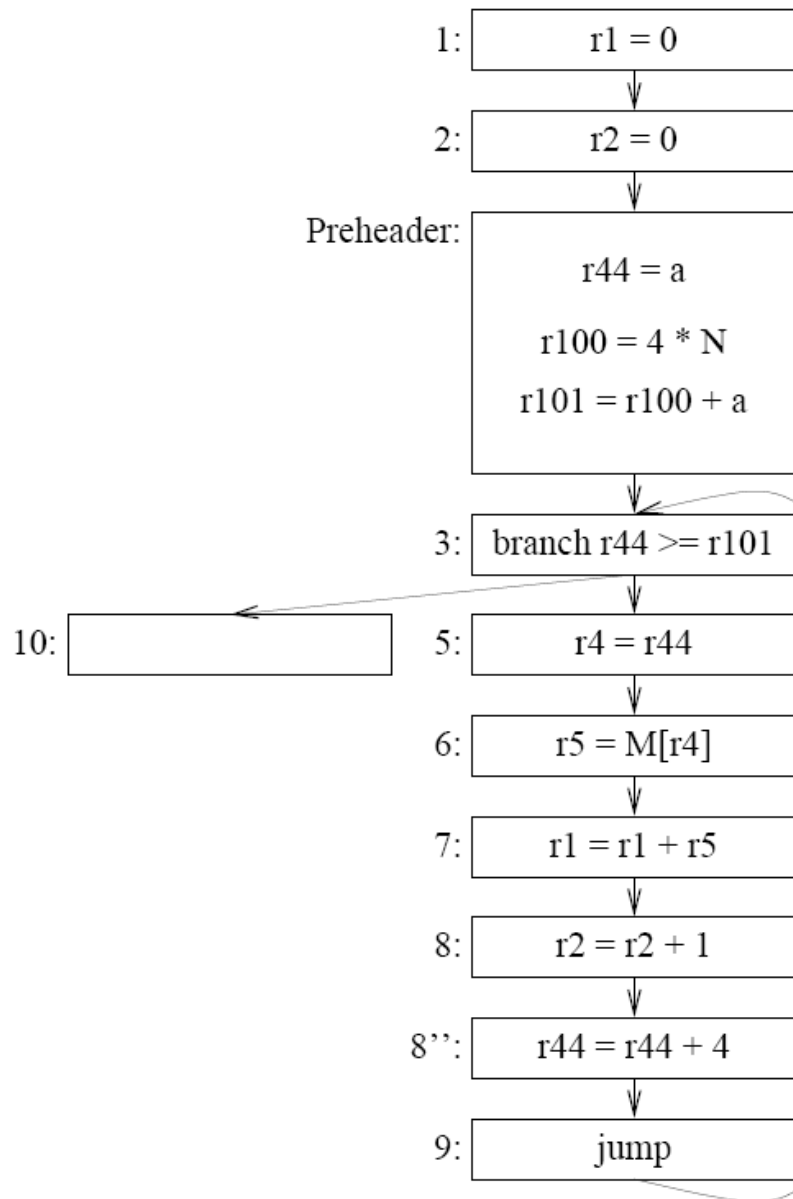 1: r1 = 0
2: r2 = 0
Preheader:
r44 = a
r100 = 4 * N
r101 = r100 + a
3: branch r44 >= r101
10:
5: r4 = r44
6: r5 = M[r4]
7: r1 = r1 + r5
8: r2 = r2 + 1
8’’: r44 = r44 + 4
9: jump